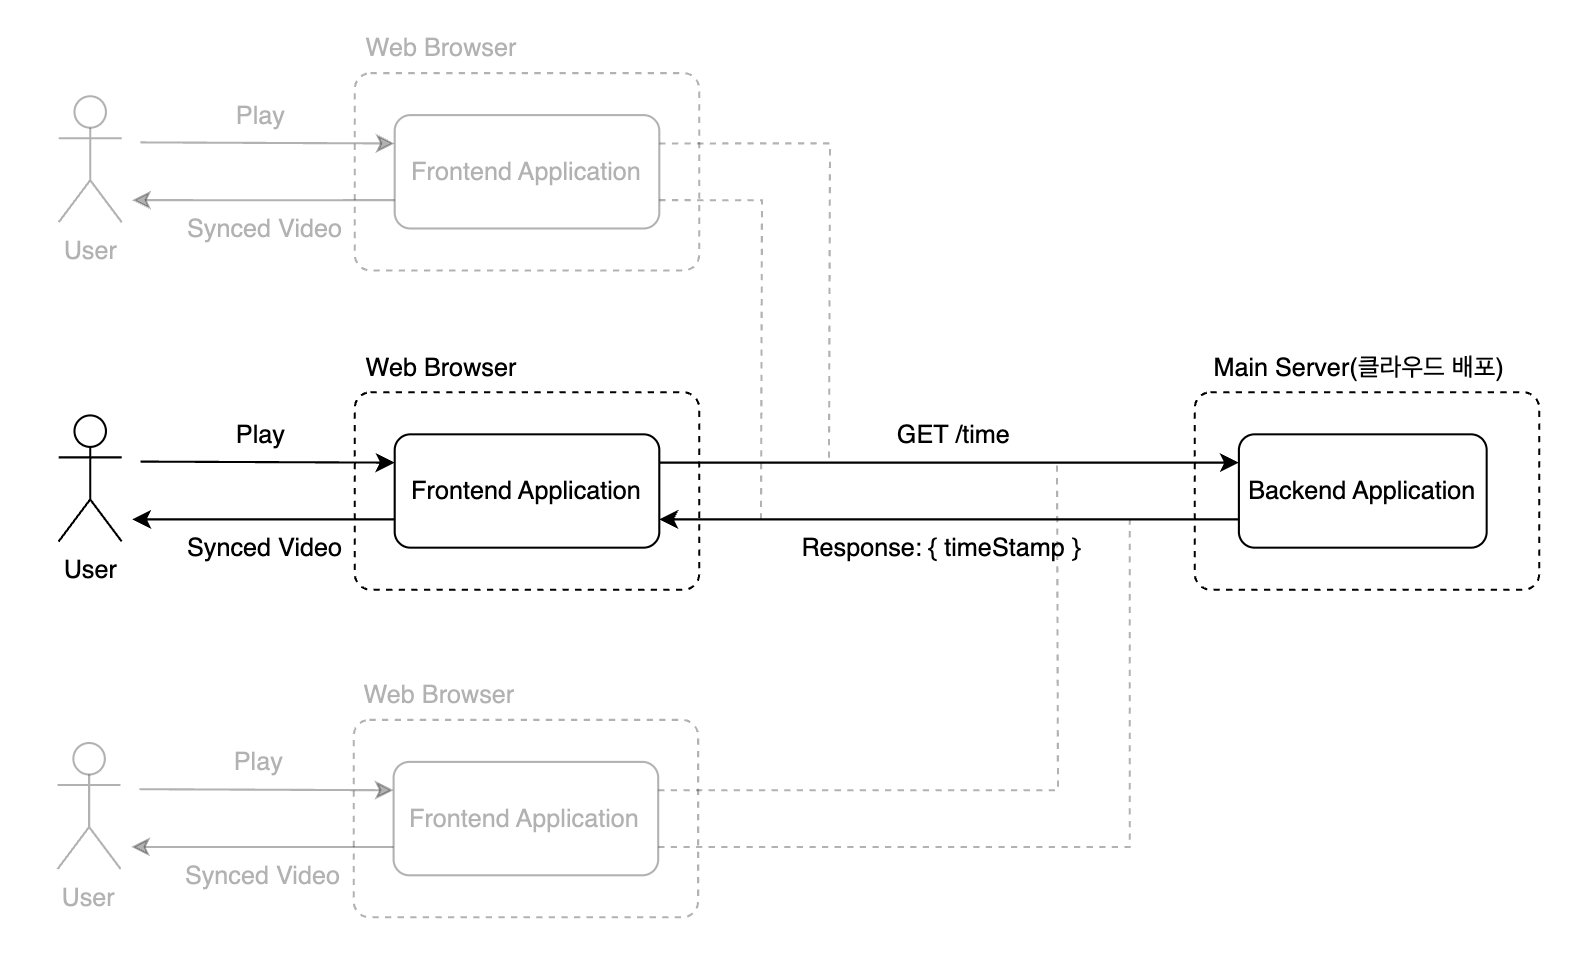 Web Browser
Play
Frontend Application
Synced Video
User
Web Browser
Main Server(클라우드 배포)
Play
GET /time
Frontend Application
Backend Application
Synced Video
Response: { timeStamp }
User
Web Browser
Play
Frontend Application
Synced Video
User